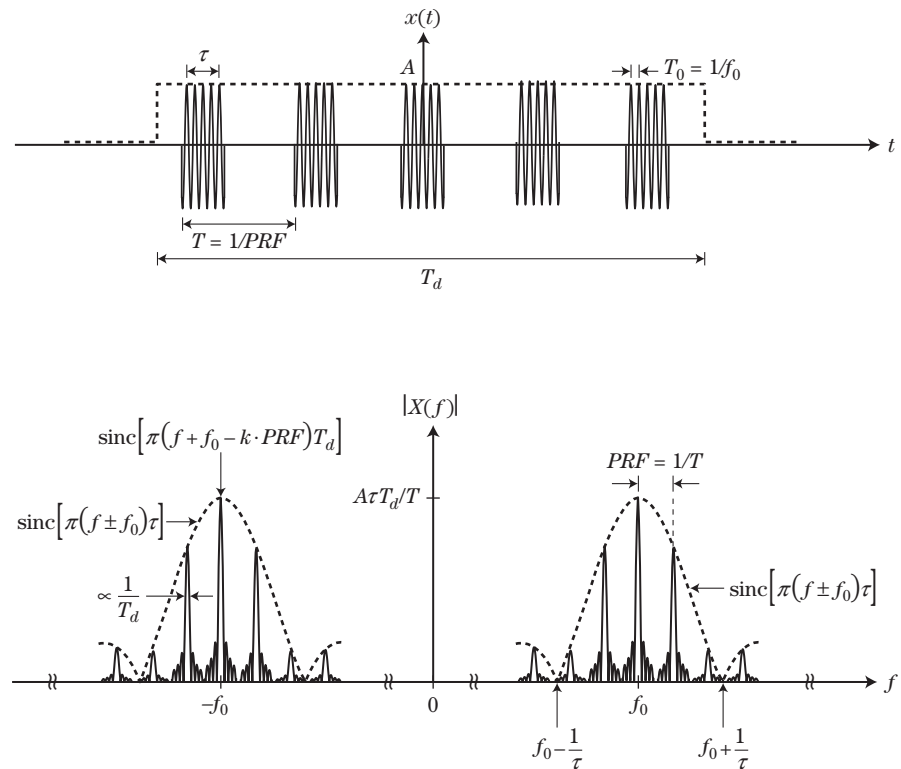 x(t)
τ
A
T₀ = 1/f₀
t
T = 1/PRF
T_d
|X(f)|
sinc[π(f + f₀ – k · PRF)T_d]
PRF = 1/T
AτT_d/T
sinc[π(f ± f₀)τ]
sinc[π(f ± f₀)τ]
∝ 1/T_d
f
–f₀
0
f₀
f₀ – 1/τ
f₀ + 1/τ